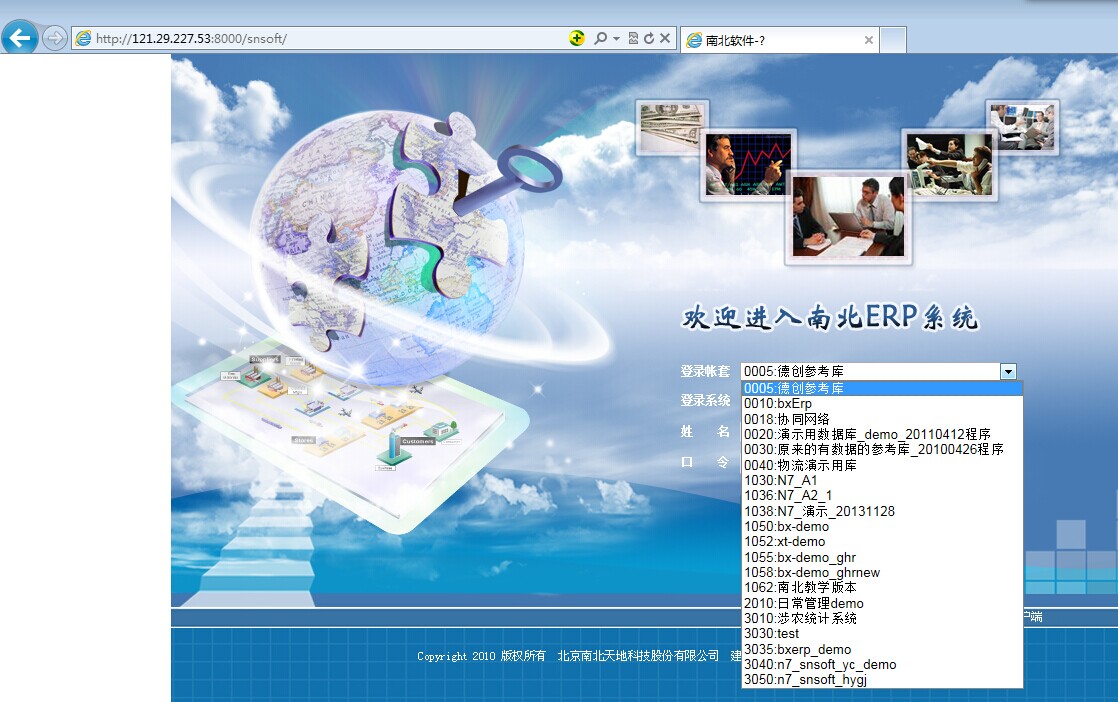 http://121.29.227.53:8000/snsoft/
南北软件-?
欢迎进入南北ERP系统
登录帐套 0005:德创参考库
0005:德创参考库
登录系统
0010:bxErp
0018:协同网络
姓 名
0020:演示用数据库_demo_20110412程序
0030:原来的有数据的参考库_20100426程序
口 令
0040:物流演示用库
1030:N7_A1
1036:N7_A2_1
1038:N7_演示_20131128
1050:bx-demo
1052:xt-demo
1055:bx-demo_ghr
1058:bx-demo_ghrnew
1062:南北教学版本
2010:日常管理demo
3010:涉农统计系统
3030:test
3035:bxerp_demo
3040:n7_snsoft_yc_demo
3050:n7_snsoft_hygj
Customers
户端
Copyright 2010 版权所有 北京南北天地科技股份有限公司 建